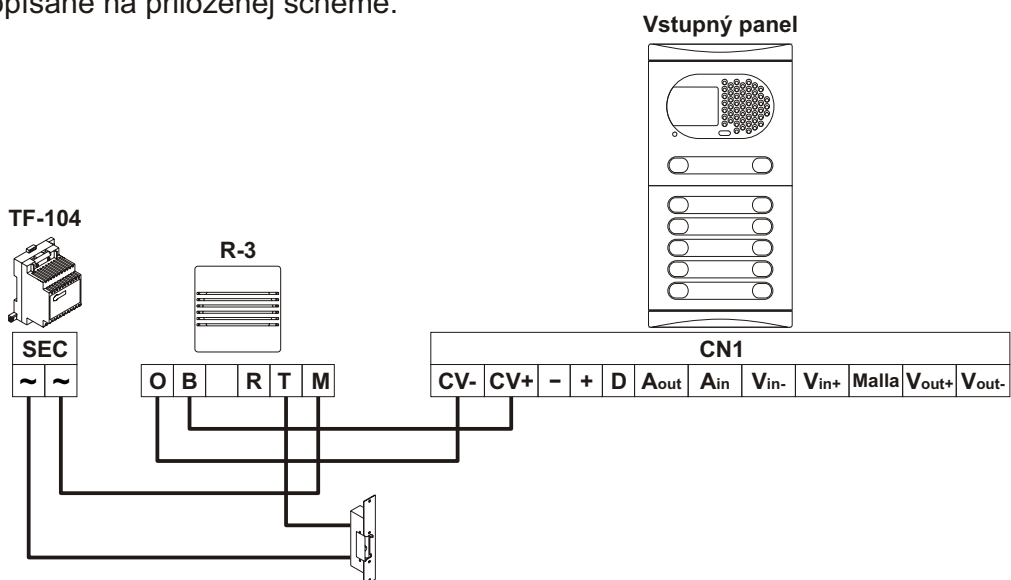 opísané na priloženej schéme.
Vstupný panel
TF-104
R-3
SEC
~ ~
O B R T M
CN1
CV- CV+ – + D Aout Ain Vin- Vin+ Malla Vout+ Vout-